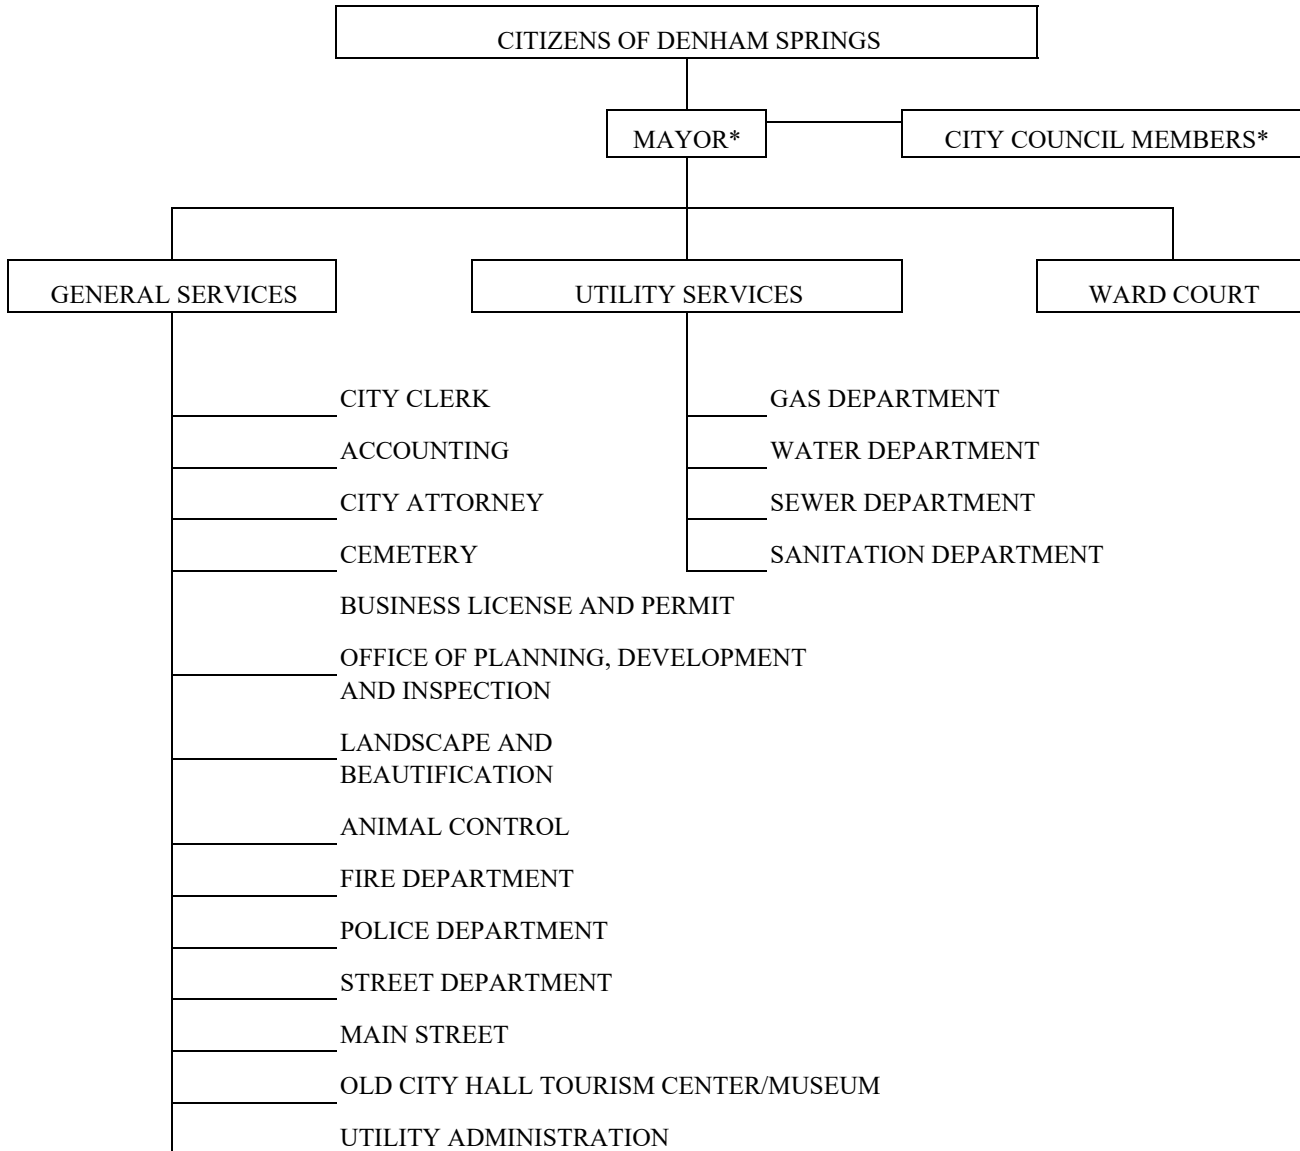 CITIZENS OF DENHAM SPRINGS
MAYOR*
CITY COUNCIL MEMBERS*
GENERAL SERVICES
UTILITY SERVICES
WARD COURT
CITY CLERK
ACCOUNTING
CITY ATTORNEY
CEMETERY
BUSINESS LICENSE AND PERMIT
OFFICE OF PLANNING, DEVELOPMENT
AND INSPECTION
LANDSCAPE AND
BEAUTIFICATION
ANIMAL CONTROL
FIRE DEPARTMENT
POLICE DEPARTMENT
STREET DEPARTMENT
MAIN STREET
OLD CITY HALL TOURISM CENTER/MUSEUM
UTILITY ADMINISTRATION
GAS DEPARTMENT
WATER DEPARTMENT
SEWER DEPARTMENT
SANITATION DEPARTMENT